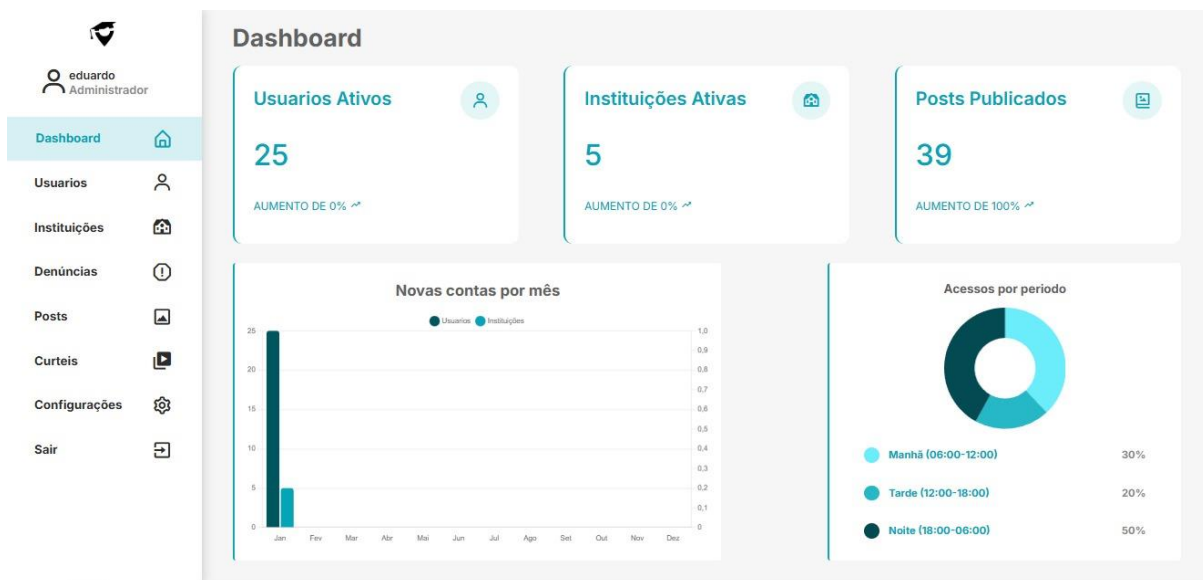 eduardo
Administrador
Dashboard
Usuarios
Instituições
Denúncias
Posts
Curteis
Configurações
Sair
Dashboard
Usuarios Ativos
25
AUMENTO DE 0%
Instituições Ativas
5
AUMENTO DE 0%
Posts Publicados
39
AUMENTO DE 100%
Novas contas por mês
Usuarios Instituições
25
20
15
10
5
0
1,0
0,9
0,8
0,7
0,6
0,5
0,4
0,3
0,2
0,1
0
Jan Fev Mar Abr Mai Jun Jul Ago Set Out Nov Dez
Acessos por periodo
Manhã (06:00-12:00) 30%
Tarde (12:00-18:00) 20%
Noite (18:00-06:00) 50%